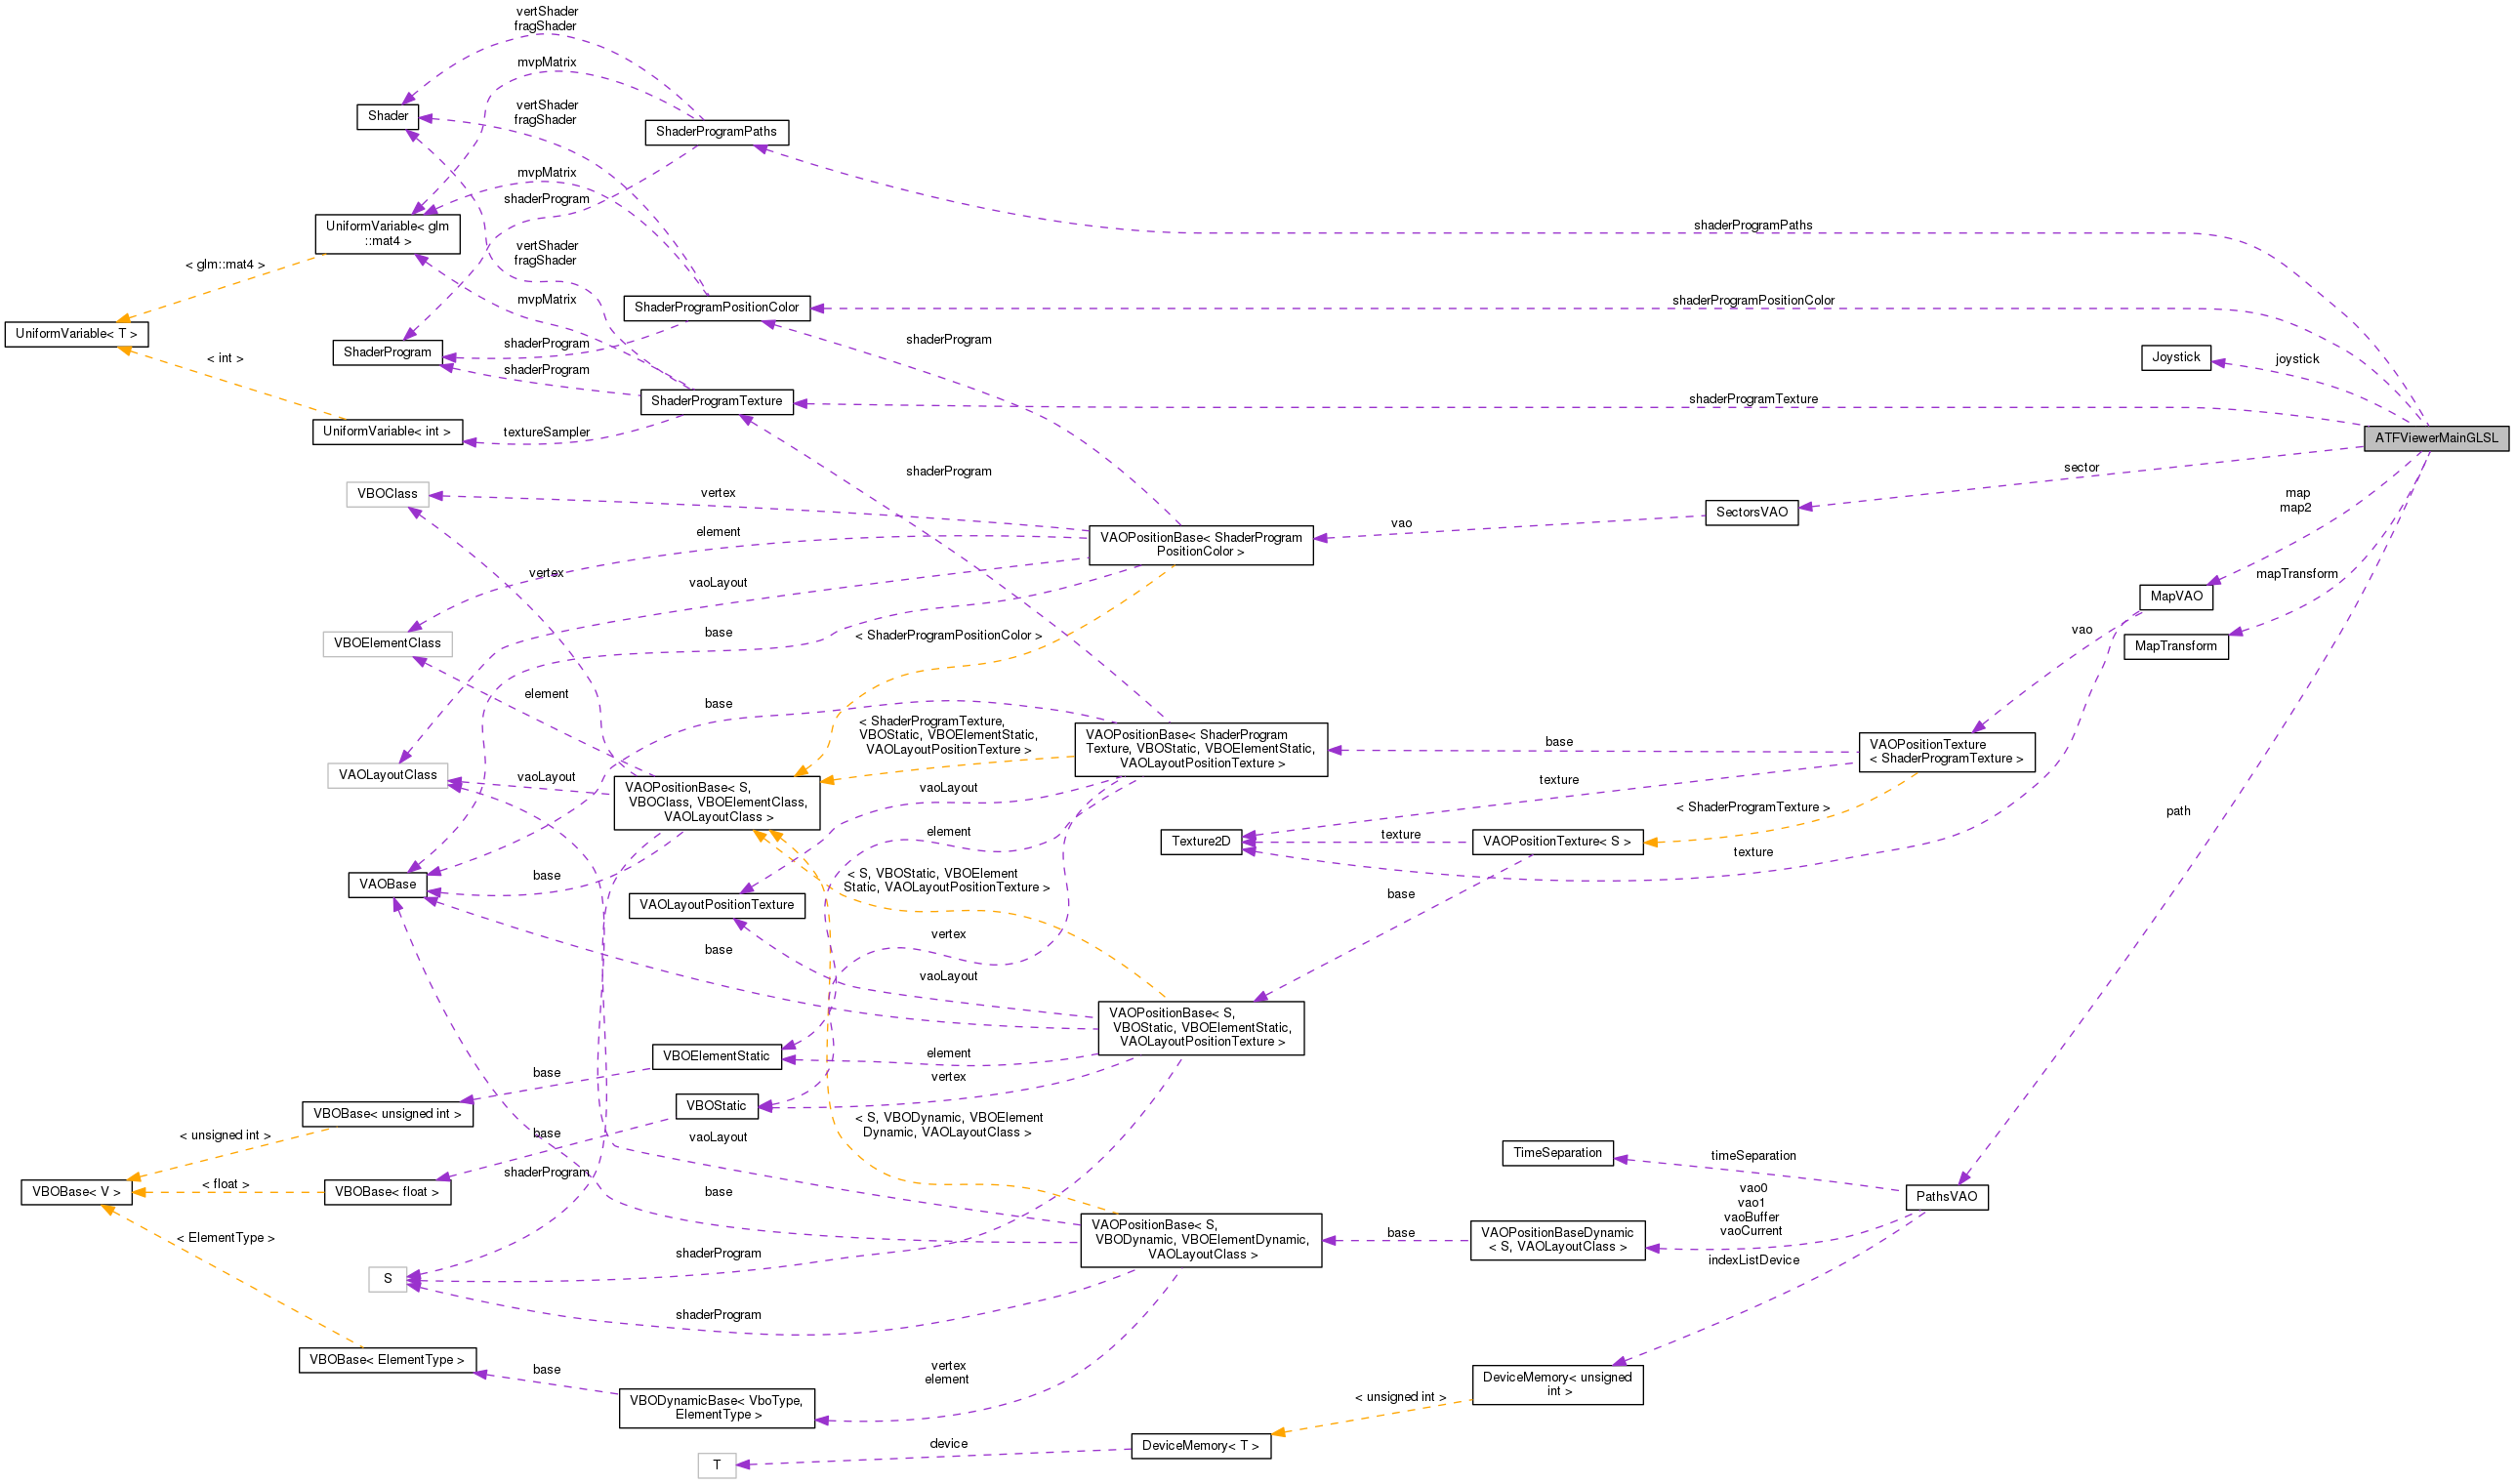 vertShader
fragShader
mvpMatrix
vertShader
fragShader
Shader
ShaderProgramPaths
mvpMatrix
shaderProgram
UniformVariable< glm
::mat4 >
shaderProgramPaths
vertShader
fragShader
< glm::mat4 >
mvpMatrix
ShaderProgramPositionColor
shaderProgramPositionColor
UniformVariable< T >
shaderProgram
shaderProgram
ShaderProgram
< int >
Joystick
joystick
shaderProgram
ShaderProgramTexture
shaderProgramTexture
UniformVariable< int >
textureSampler
ATFViewerMainGLSL
shaderProgram
sector
VBOClass
vertex
map
map2
SectorsVAO
vao
element
VAOPositionBase< ShaderProgram
PositionColor >
vertex
vaoLayout
mapTransform
MapVAO
base
< ShaderProgramPositionColor >
vao
VBOElementClass
MapTransform
element
base
< ShaderProgramTexture,
VBOStatic, VBOElementStatic,
VAOLayoutPositionTexture >
VAOPositionBase< ShaderProgram
Texture, VBOStatic, VBOElementStatic,
VAOLayoutPositionTexture >
base
VAOPositionTexture
< ShaderProgramTexture >
VAOLayoutClass
vaoLayout
VAOPositionBase< S,
VBOClass, VBOElementClass,
VAOLayoutClass >
vaoLayout
texture
< ShaderProgramTexture >
path
element
Texture2D
texture
VAOPositionTexture< S >
texture
VAOBase
base
< S, VBOStatic, VBOElement
Static, VAOLayoutPositionTexture >
base
VAOLayoutPositionTexture
vertex
base
vaoLayout
VAOPositionBase< S,
VBOStatic, VBOElementStatic,
VAOLayoutPositionTexture >
VBOElementStatic
element
base
vertex
VBOBase< unsigned int >
VBOStatic
< S, VBODynamic, VBOElement
Dynamic, VAOLayoutClass >
< unsigned int >
base
vaoLayout
TimeSeparation
timeSeparation
shaderProgram
< float >
VBOBase< V >
VBOBase< float >
base
vao0
vao1
vaoBuffer
vaoCurrent
PathsVAO
< ElementType >
VAOPositionBase< S,
VBODynamic, VBOElementDynamic,
VAOLayoutClass >
base
VAOPositionBaseDynamic
< S, VAOLayoutClass >
shaderProgram
indexListDevice
S
shaderProgram
VBOBase< ElementType >
base
vertex
element
DeviceMemory< unsigned
int >
VBODynamicBase< VboType,
ElementType >
< unsigned int >
device
DeviceMemory< T >
T